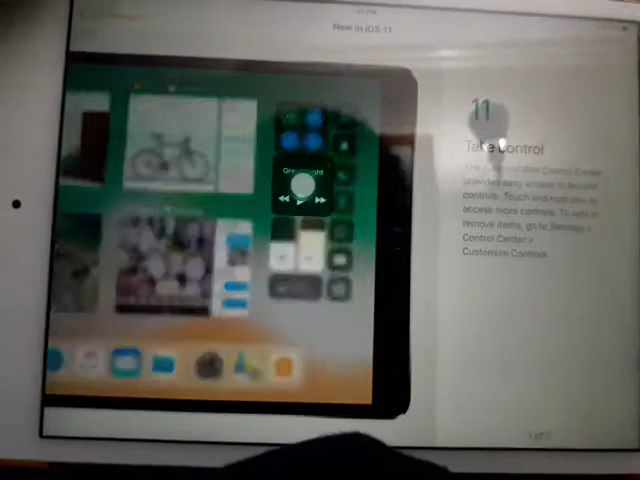 New in iOS 11
11
Take Control
Control Center
provides easy access to favorite
controls. Touch and hold
access more controls. To add or
remove items, go to Settings >
Control Center >
Customize Controls.